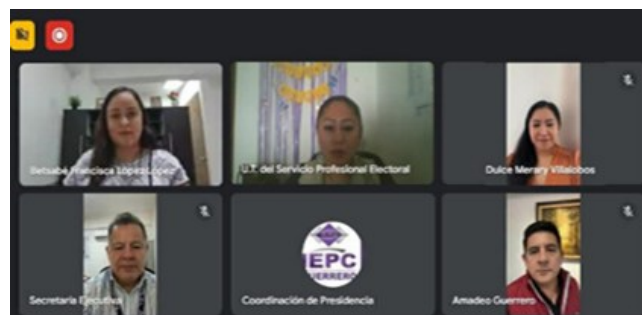 Betsabe Francisca López López
U.T. del Servicio Profesional Electoral
Dulce Merary Villalobos
Secretaría Ejecutiva
IEPC
GUERRERO
Coordinación de Presidencia
Amadeo Guerrero